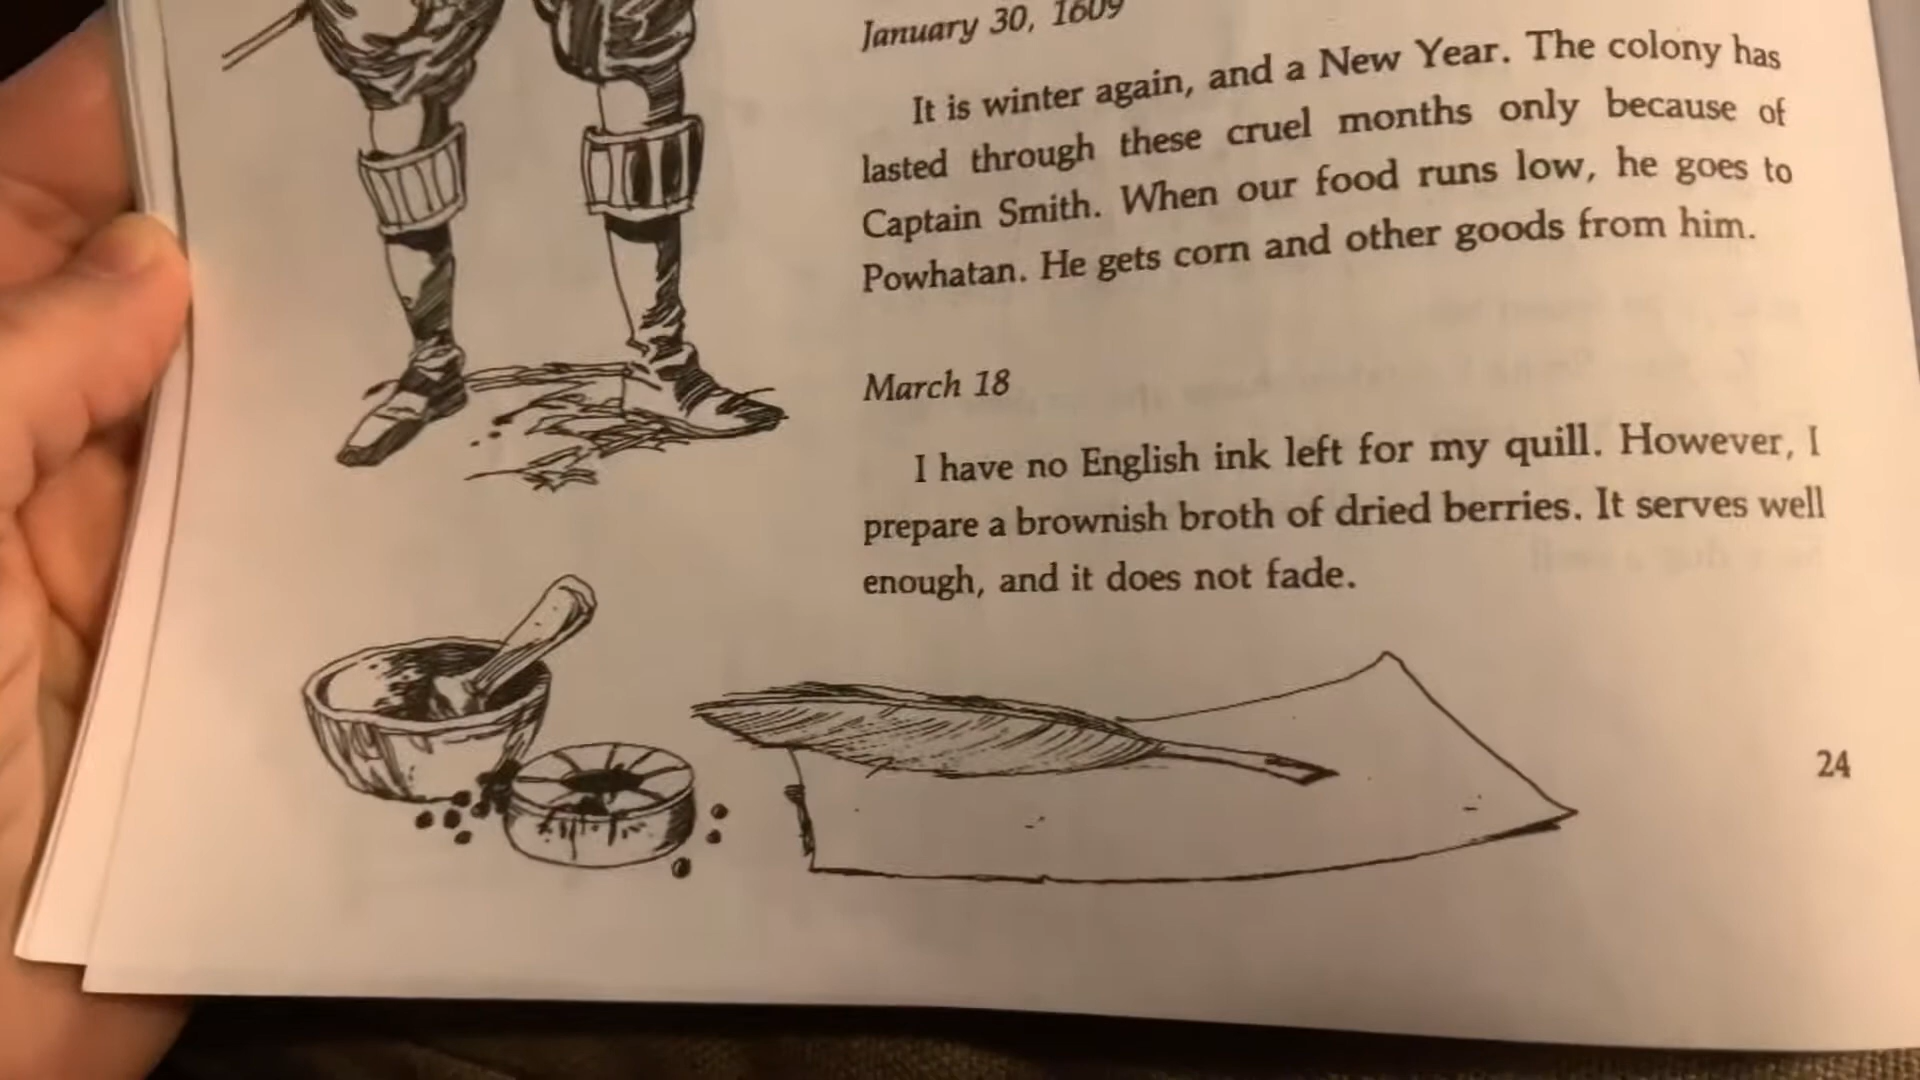 January 30, 1609
It is winter again, and a New Year. The colony has
lasted through these cruel months only because of
Captain Smith. When our food runs low, he goes to
Powhatan. He gets corn and other goods from him.
March 18
I have no English ink left for my quill. However, I
prepare a brownish broth of dried berries. It serves well
enough, and it does not fade.
24